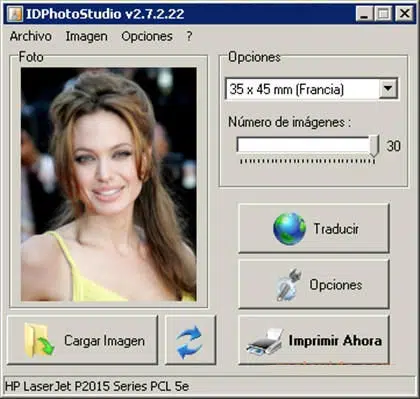 IDPhotoStudio v2.7.2.22
Archivo Imagen Opciones ?
Foto
Opciones
35 x 45 mm (Francia)
Número de imágenes :
30
Traducir
Opciones
Cargar Imagen
Imprimir Ahora
HP LaserJet P2015 Series PCL 5e